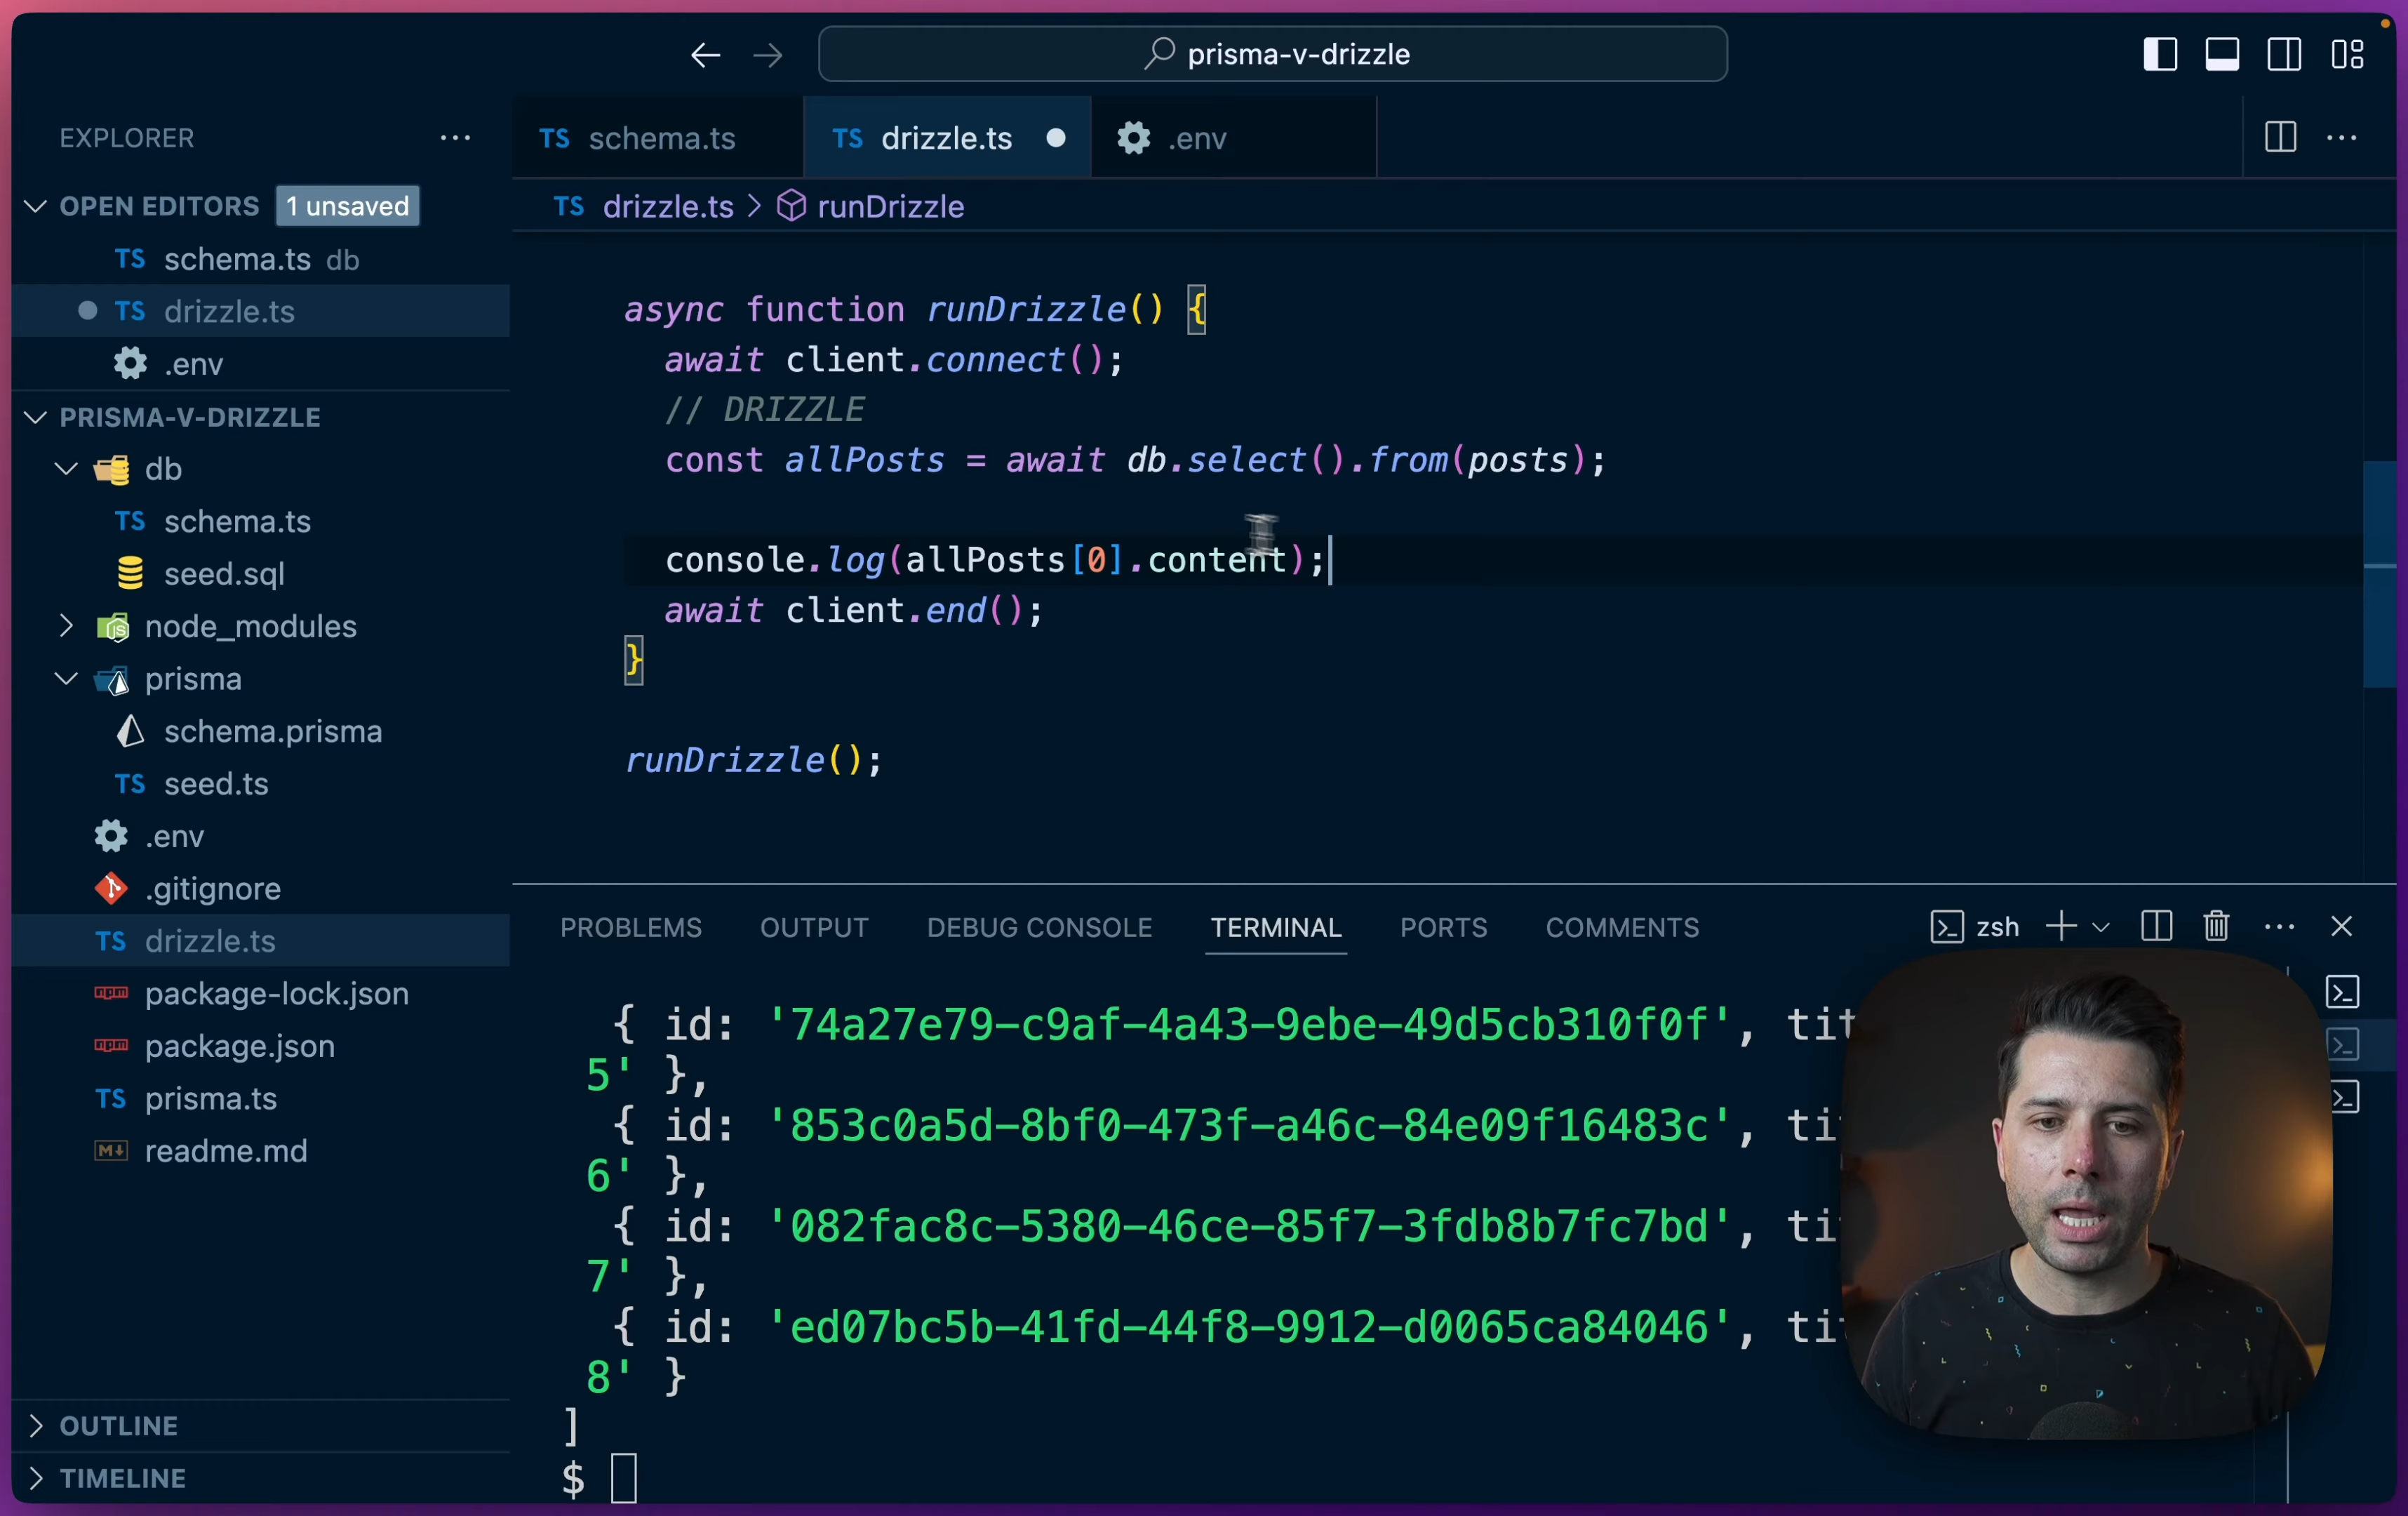 prisma-v-drizzle
EXPLORER
OPEN EDITORS 1 unsaved
TS schema.ts db
TS drizzle.ts
.env
PRISMA-V-DRIZZLE
db
TS schema.ts
seed.sql
node_modules
prisma
schema.prisma
TS seed.ts
.env
.gitignore
TS drizzle.ts
package-lock.json
package.json
TS prisma.ts
readme.md
OUTLINE
TIMELINE
TS schema.ts
TS drizzle.ts
.env
TS drizzle.ts > runDrizzle
async function runDrizzle() {
await client.connect();
// DRIZZLE
const allPosts = await db.select().from(posts);
console.log(allPosts[0].content);
await client.end();
}
runDrizzle();
PROBLEMS OUTPUT DEBUG CONSOLE TERMINAL PORTS COMMENTS
zsh
{ id: '74a27e79-c9af-4a43-9ebe-49d5cb310f0f', tit
5' },
{ id: '853c0a5d-8bf0-473f-a46c-84e09f16483c', ti
6' },
{ id: '082fac8c-5380-46ce-85f7-3fdb8b7fc7bd', ti
7' },
{ id: 'ed07bc5b-41fd-44f8-9912-d0065ca84046', ti
8' }
]
$